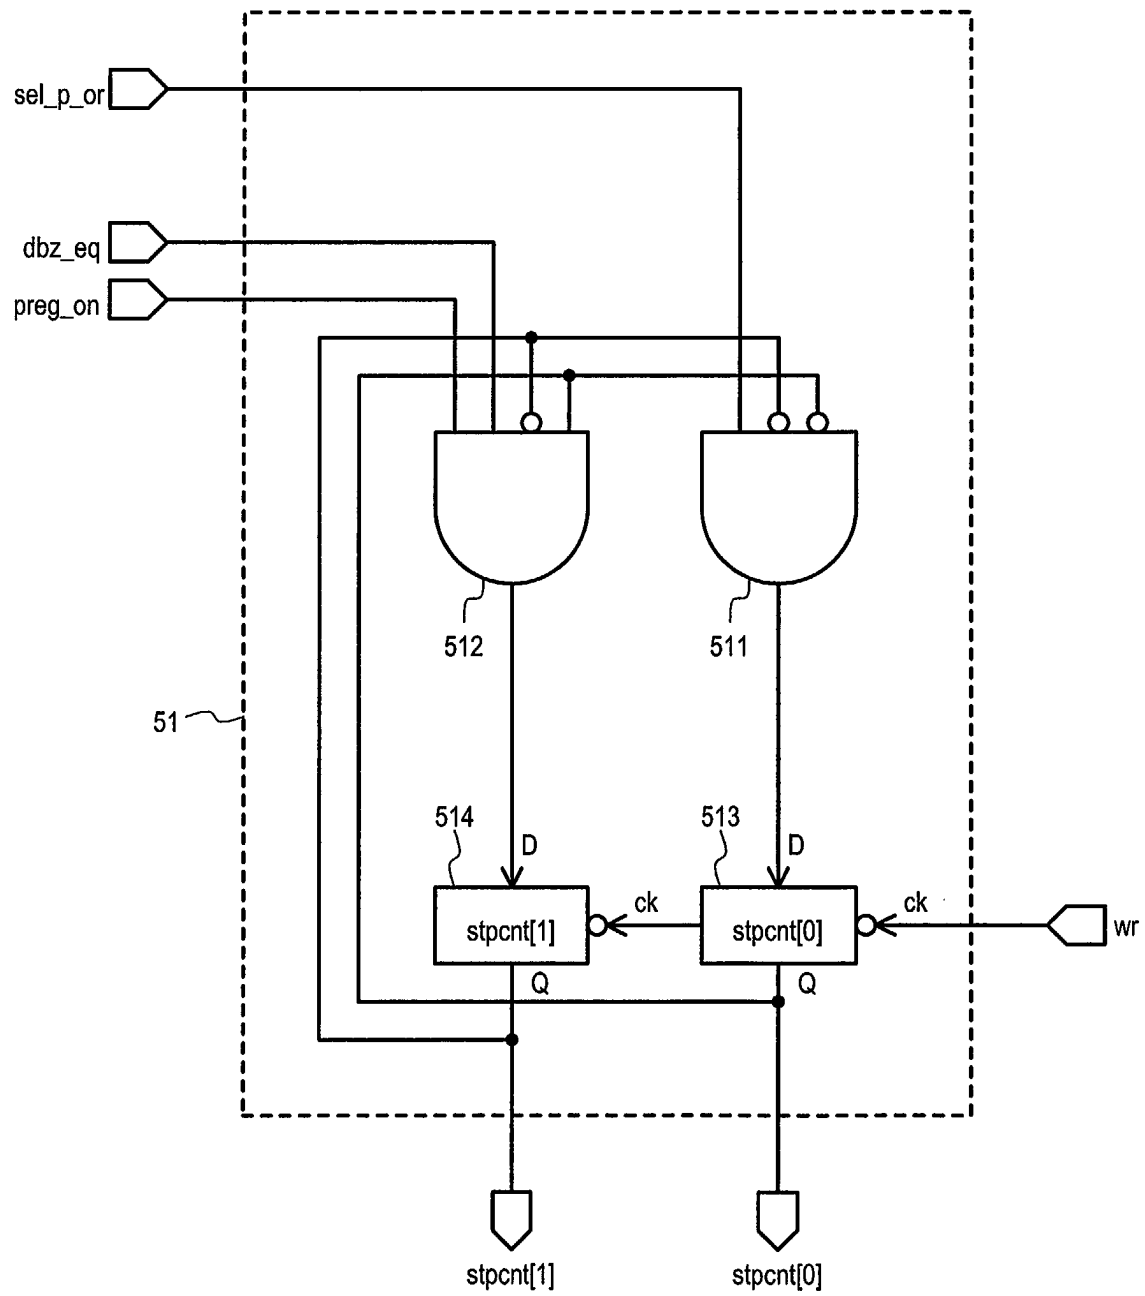 sel_p_or
dbz_eq
preg_on
512
511
51
514
513
D
D
stpcnt[1]
ck
stpcnt[0]
ck
wr
Q
Q
stpcnt[1]
stpcnt[0]